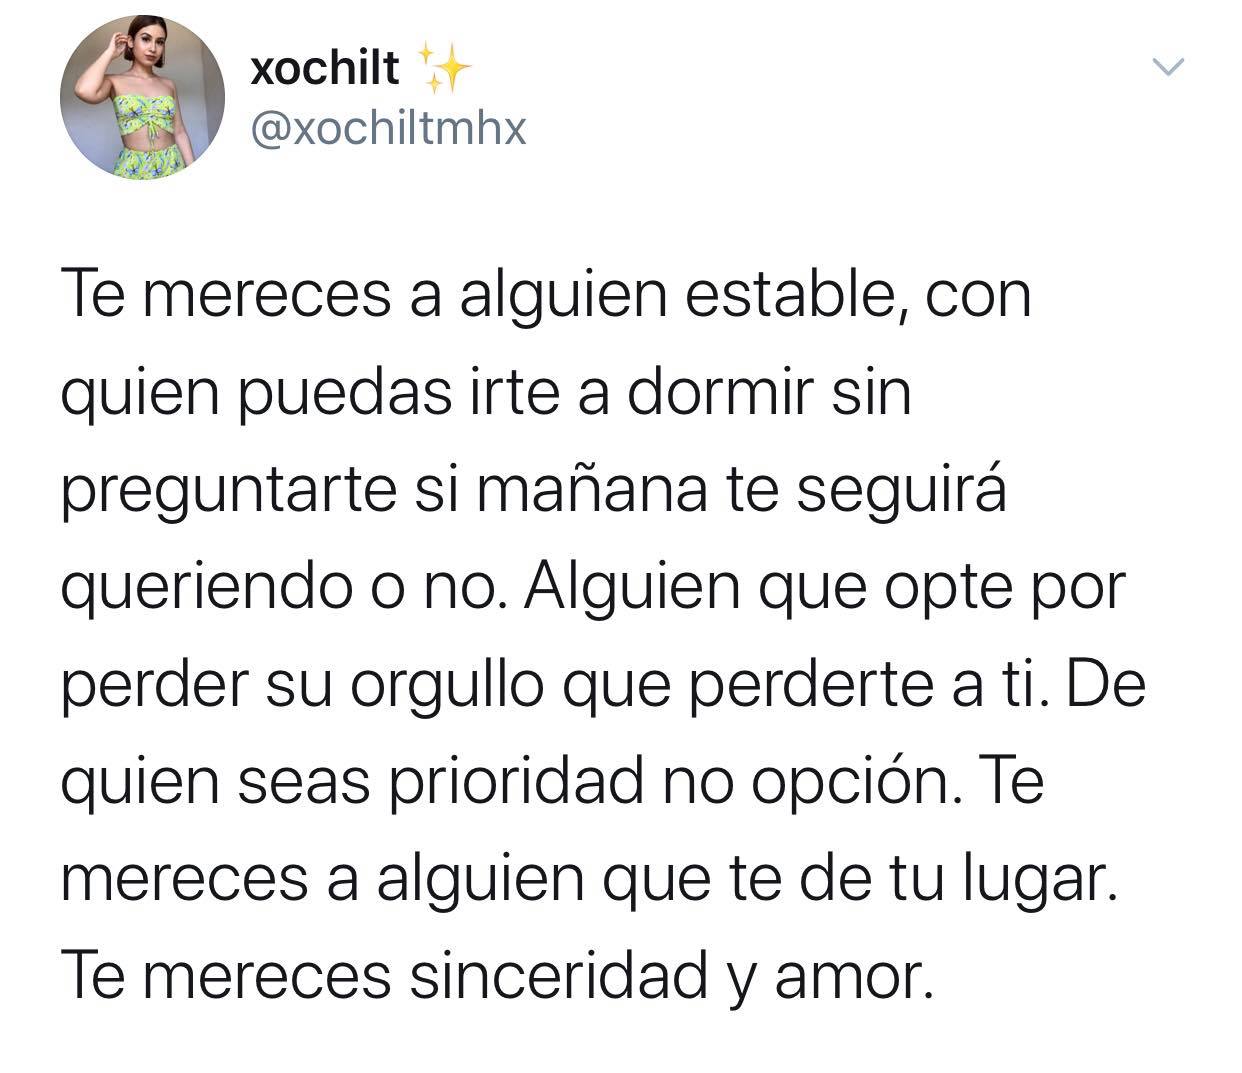 xochilt ✨
@xochiltmhx
Te mereces a alguien estable, con
quien puedas irte a dormir sin
preguntarte si mañana te seguirá
queriendo o no. Alguien que opte por
perder su orgullo que perderte a ti. De
quien seas prioridad no opción. Te
mereces a alguien que te de tu lugar.
Te mereces sinceridad y amor.